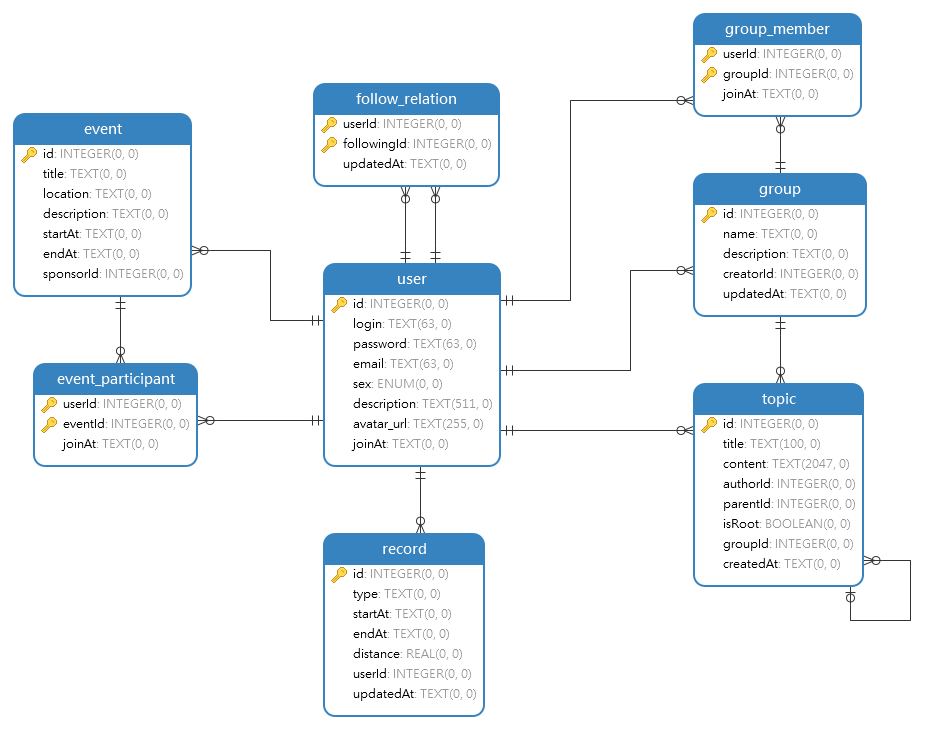 group_member
userId: INTEGER(0, 0)
groupId: INTEGER(0, 0)
joinAt: TEXT(0, 0)
follow_relation
userId: INTEGER(0, 0)
followingId: INTEGER(0, 0)
updatedAt: TEXT(0, 0)
event
id: INTEGER(0, 0)
title: TEXT(0, 0)
location: TEXT(0, 0)
description: TEXT(0, 0)
startAt: TEXT(0, 0)
endAt: TEXT(0, 0)
sponsorId: INTEGER(0, 0)
group
id: INTEGER(0, 0)
name: TEXT(0, 0)
description: TEXT(0, 0)
creatorId: INTEGER(0, 0)
updatedAt: TEXT(0, 0)
user
id: INTEGER(0, 0)
login: TEXT(63, 0)
password: TEXT(63, 0)
email: TEXT(63, 0)
sex: ENUM(0, 0)
description: TEXT(511, 0)
avatar_url: TEXT(255, 0)
joinAt: TEXT(0, 0)
event_participant
userId: INTEGER(0, 0)
eventId: INTEGER(0, 0)
joinAt: TEXT(0, 0)
topic
id: INTEGER(0, 0)
title: TEXT(100, 0)
content: TEXT(2047, 0)
authorId: INTEGER(0, 0)
parentId: INTEGER(0, 0)
isRoot: BOOLEAN(0, 0)
groupId: INTEGER(0, 0)
createdAt: TEXT(0, 0)
record
id: INTEGER(0, 0)
type: TEXT(0, 0)
startAt: TEXT(0, 0)
endAt: TEXT(0, 0)
distance: REAL(0, 0)
userId: INTEGER(0, 0)
updatedAt: TEXT(0, 0)